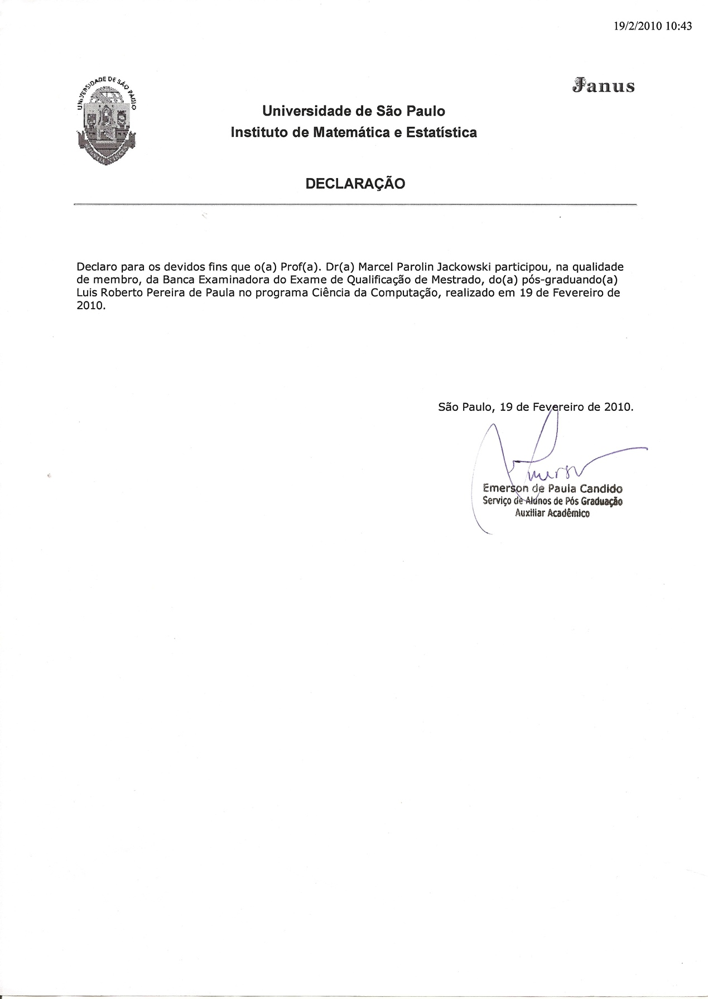 19/2/2010 10:43
UNIVERSIDADE DE SÃO PAULO
Janus
Universidade de São Paulo
Instituto de Matemática e Estatística
DECLARAÇÃO
Declaro para os devidos fins que o(a) Prof(a). Dr(a) Marcel Parolin Jackowski participou, na qualidade
de membro, da Banca Examinadora do Exame de Qualificação de Mestrado, do(a) pós-graduando(a)
Luis Roberto Pereira de Paula no programa Ciência da Computação, realizado em 19 de Fevereiro de
2010.
São Paulo, 19 de Fevereiro de 2010.
Emerson de Paula Candido
Serviço de Alunos de Pós Graduação
Auxiliar Acadêmico